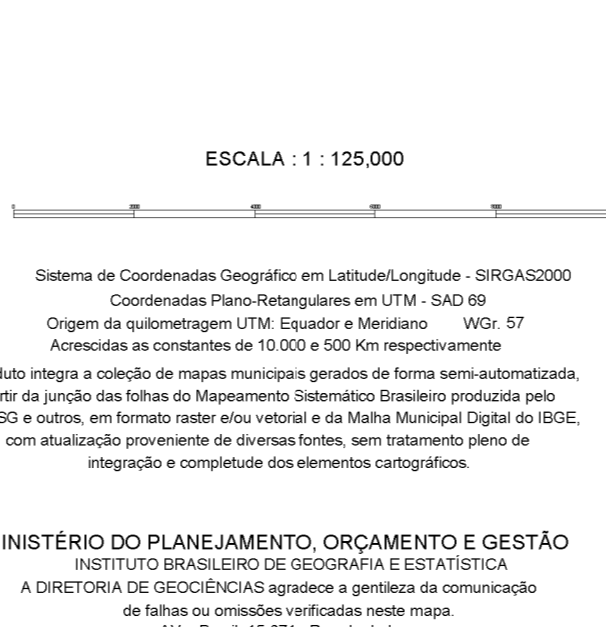 ESCALA : 1 : 125,000
0 2000 4000 6000 8000
Sistema de Coordenadas Geográfico em Latitude/Longitude - SIRGAS2000
Coordenadas Plano-Retangulares em UTM - SAD 69
Origem da quilometragem UTM: Equador e Meridiano WGr. 57
Acrescidas as constantes de 10.000 e 500 Km respectivamente
duto integra a coleção de mapas municipais gerados de forma semi-automatizada,
rtir da junção das folhas do Mapeamento Sistemático Brasileiro produzida pelo
SG e outros, em formato raster e/ou vetorial e da Malha Municipal Digital do IBGE,
com atualização proveniente de diversas fontes, sem tratamento pleno de
integração e completude dos elementos cartográficos.
INISTÉRIO DO PLANEJAMENTO, ORÇAMENTO E GESTÃO
INSTITUTO BRASILEIRO DE GEOGRAFIA E ESTATÍSTICA
A DIRETORIA DE GEOCIÊNCIAS agradece a gentileza da comunicação
de falhas ou omissões verificadas neste mapa.